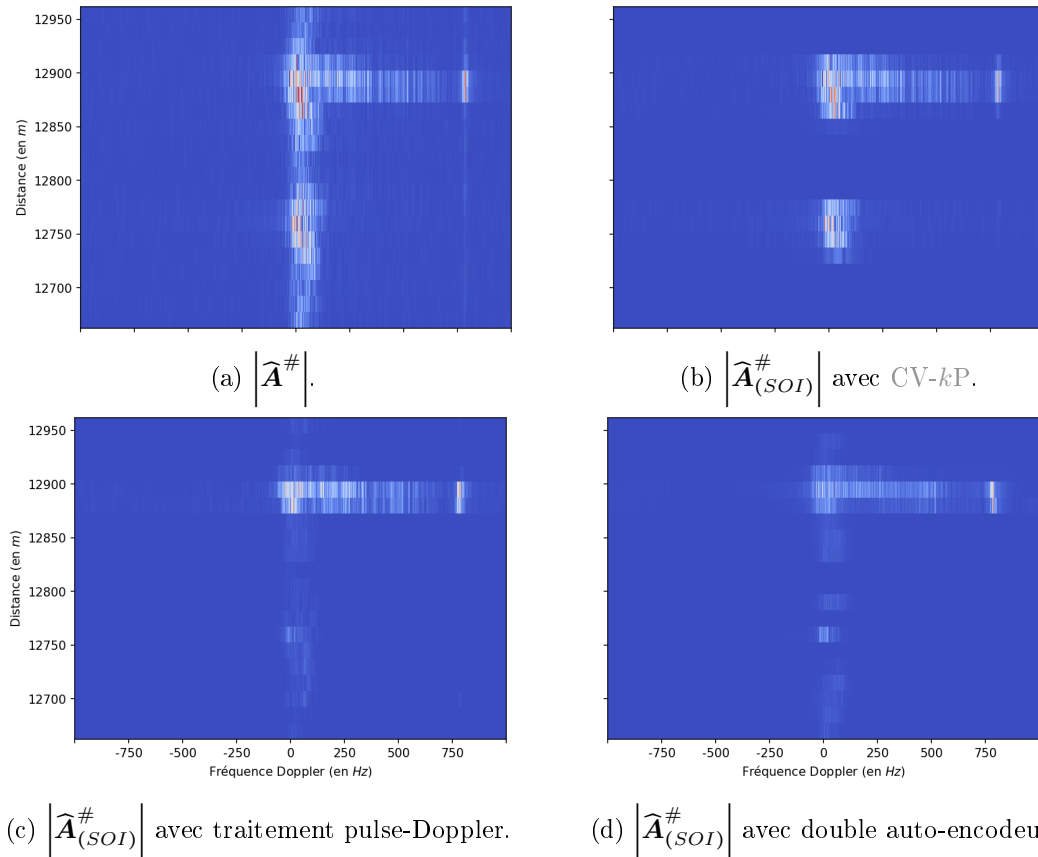 12950
12900
12850
12800
12750
12700
Distance (en m)
(a) |Â^#|.
(b) |Â^#_(SOI)| avec CV-kP.
12950
12900
12850
12800
12750
12700
Distance (en m)
-750 -500 -250 0 250 500 750
Fréquence Doppler (en Hz)
-750 -500 -250 0 250 500 750
Fréquence Doppler (en Hz)
(c) |Â^#_(SOI)| avec traitement pulse-Doppler.
(d) |Â^#_(SOI)| avec double auto-encodeu